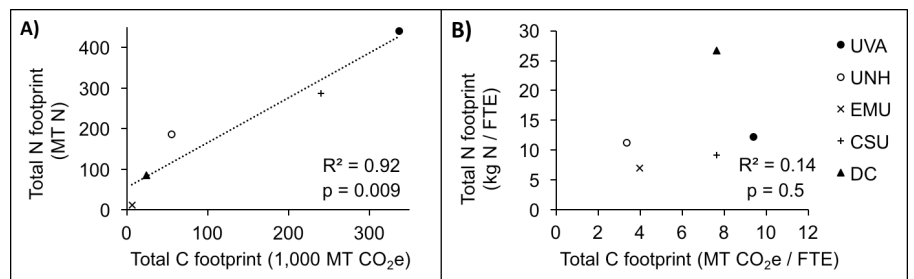 A)
Total N footprint
(MT N)
400
300
200
100
0
0 100 200 300
Total C footprint (1,000 MT CO₂e)
R² = 0.92
p = 0.009
B)
Total N footprint
(kg N / FTE)
30
25
20
15
10
5
0
0 2 4 6 8 10 12
Total C footprint (MT CO₂e / FTE)
R² = 0.14
p = 0.5
UVA
UNH
EMU
CSU
DC